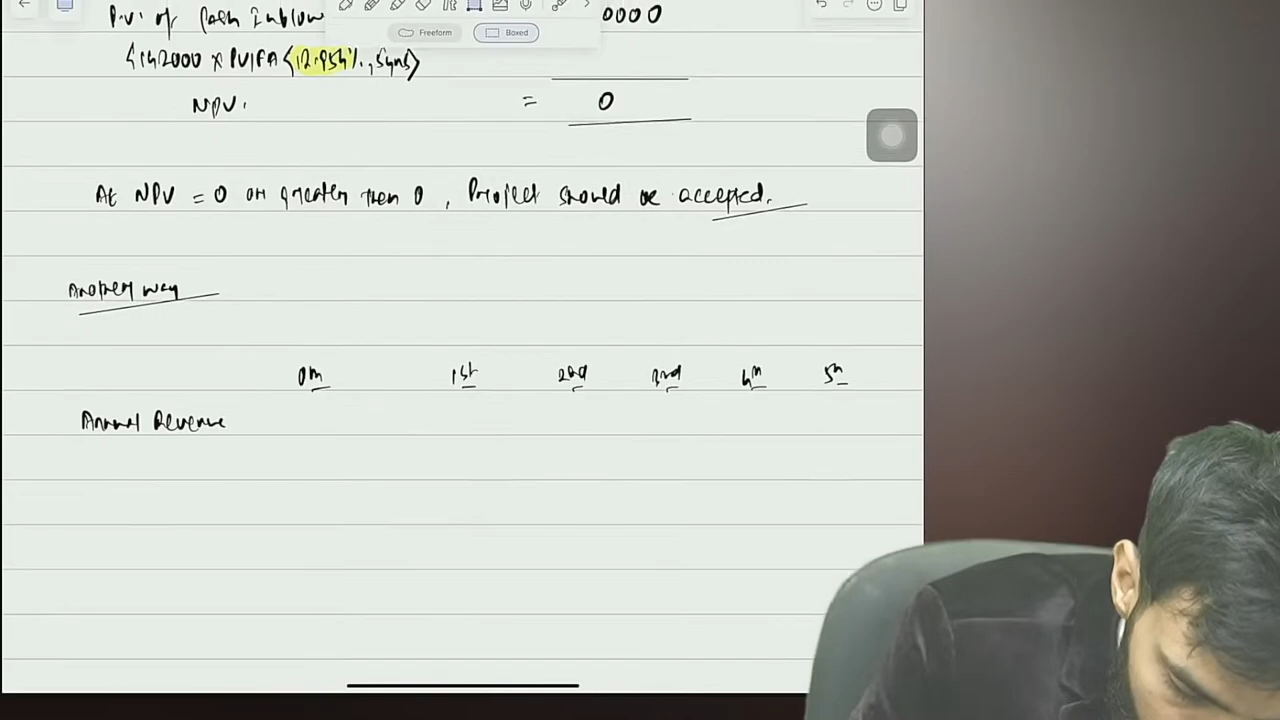 P.V. of Cash Inflow 0000
Freeform Boxed
{142000 x PVIFA (12.954%, 5yrs)
NPV. = 0
At NPV = 0 or greater then 0, Project should be accepted.
Another way
0th 1st 2nd 3rd 4th 5th
Annual Revenue